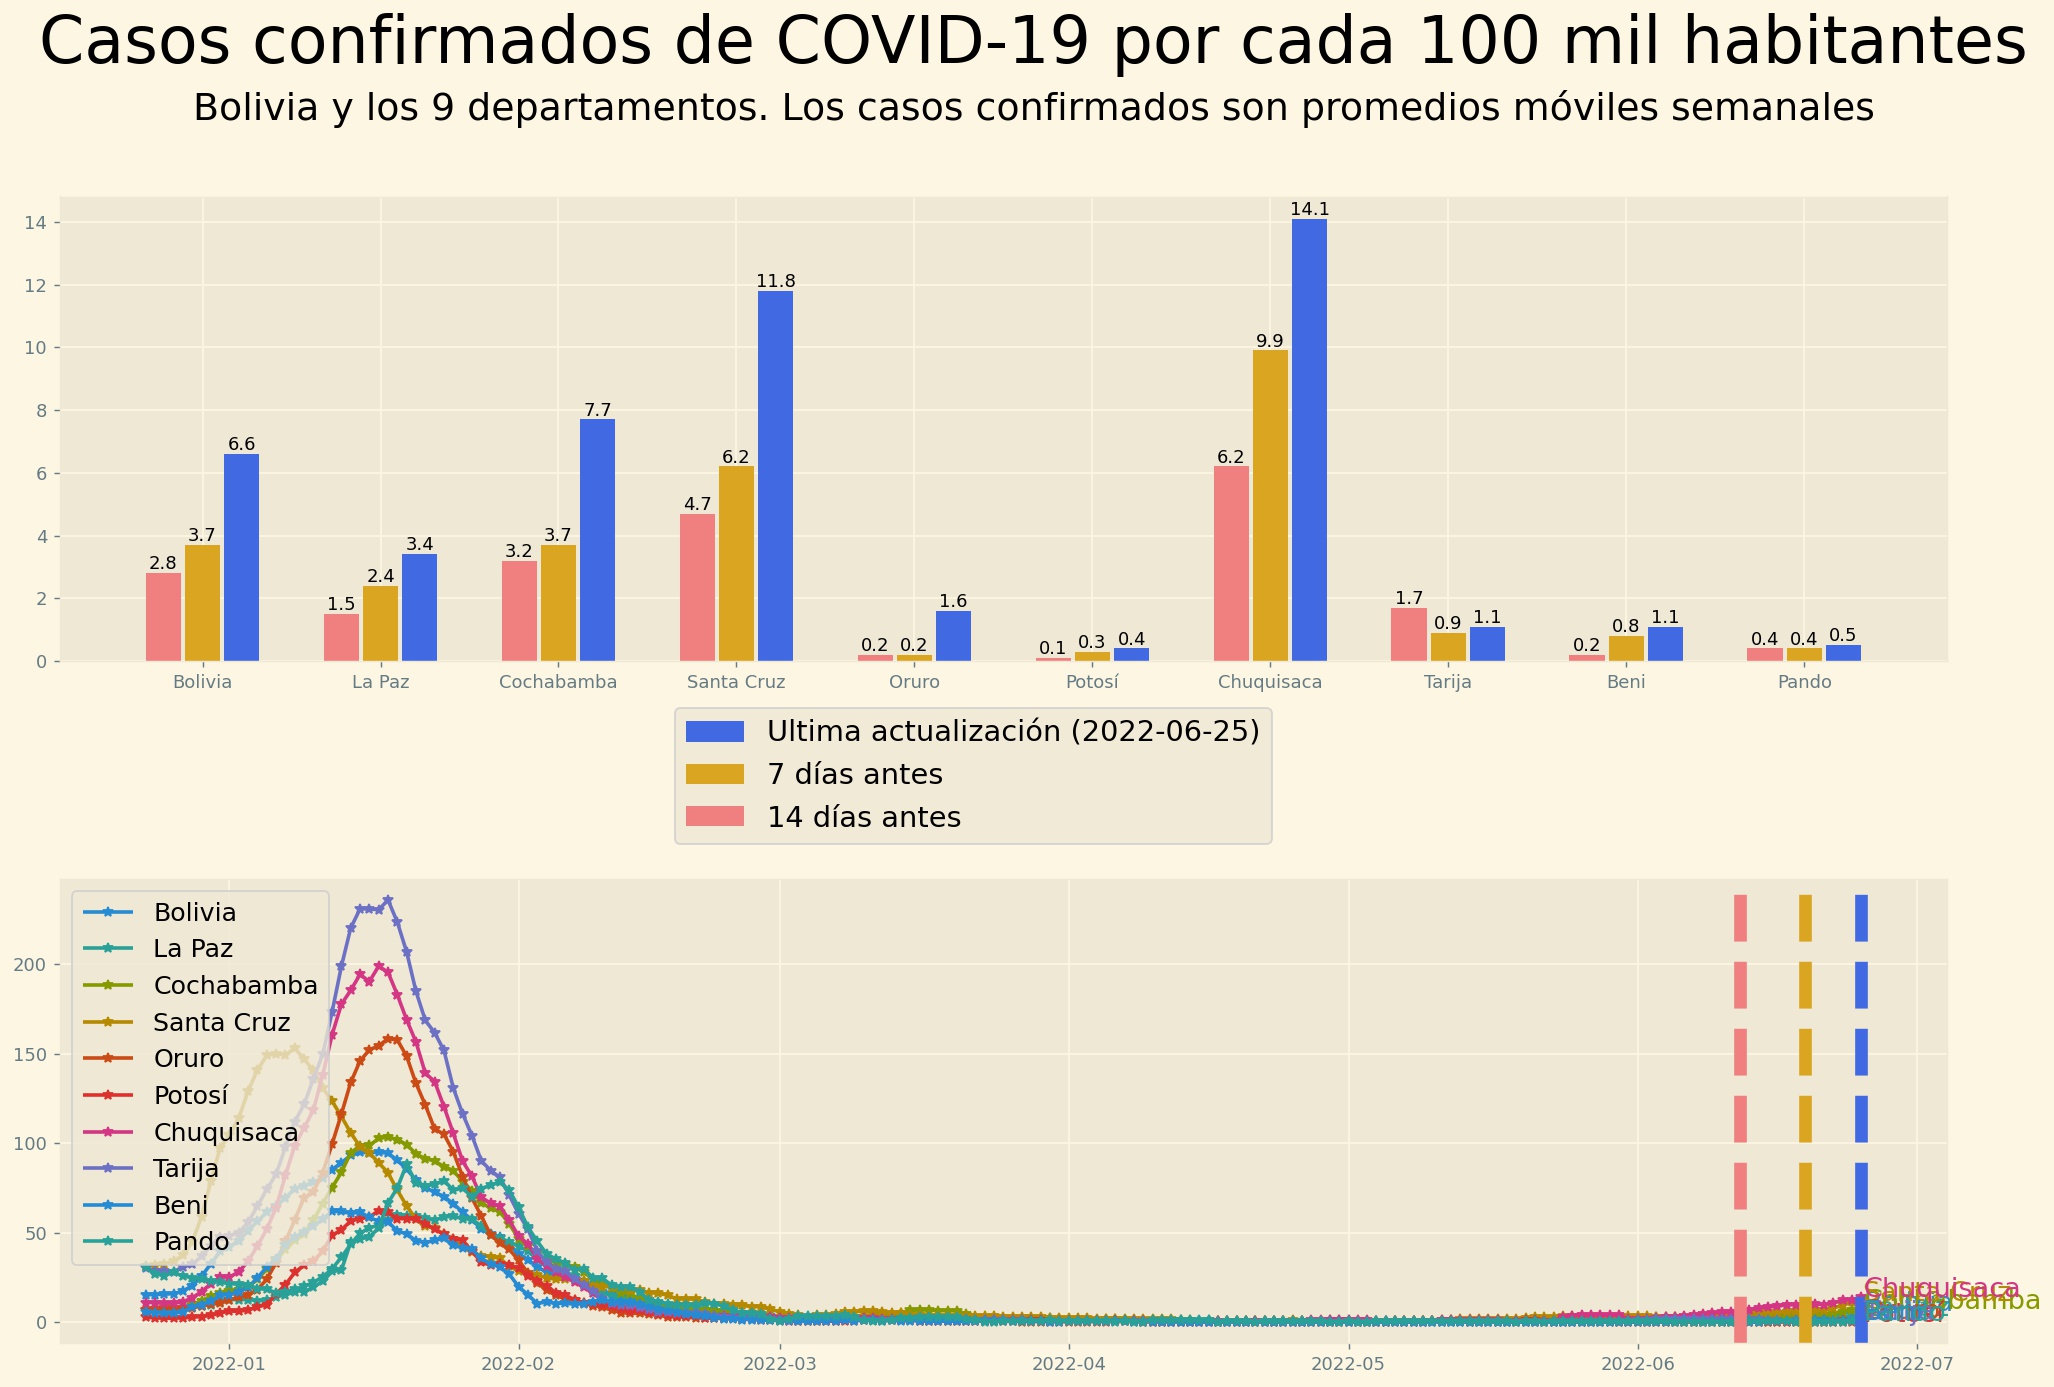 Casos confirmados de COVID-19 por cada 100 mil habitantes
Bolivia y los 9 departamentos. Los casos confirmados son promedios móviles semanales
14
12
10
8
6
4
2
0
2.8 3.7 6.6
1.5 2.4 3.4
3.2 3.7 7.7
4.7 6.2 11.8
0.2 0.2 1.6
0.1 0.3 0.4
6.2 9.9 14.1
1.7 0.9 1.1
0.2 0.8 1.1
0.4 0.4 0.5
Bolivia La Paz Cochabamba Santa Cruz Oruro Potosí Chuquisaca Tarija Beni Pando
Ultima actualización (2022-06-25)
7 días antes
14 días antes
200
150
100
50
0
Bolivia
La Paz
Cochabamba
Santa Cruz
Oruro
Potosí
Chuquisaca
Tarija
Beni
Pando
Chuquisaca
2022-01 2022-02 2022-03 2022-04 2022-05 2022-06 2022-07